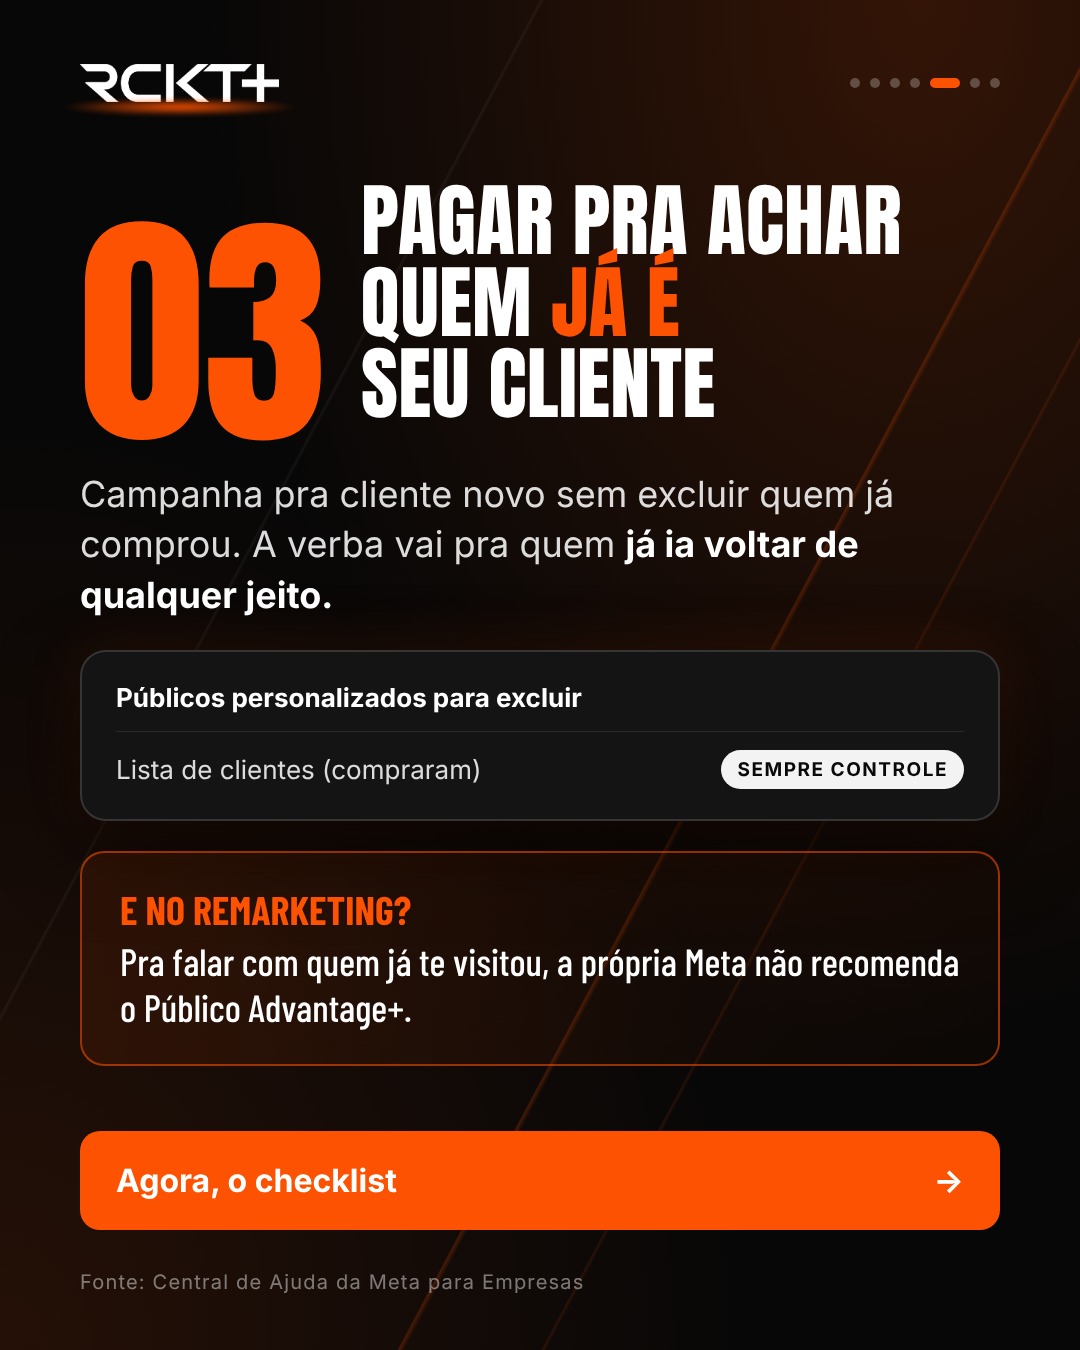 RCKT+
03
PAGAR PRA ACHAR
QUEM JÁ É
SEU CLIENTE
Campanha pra cliente novo sem excluir quem já
comprou. A verba vai pra quem já ia voltar de
qualquer jeito.
Públicos personalizados para excluir
Lista de clientes (compraram)
SEMPRE CONTROLE
E NO REMARKETING?
Pra falar com quem já te visitou, a própria Meta não recomenda
o Público Advantage+.
Agora, o checklist →
Fonte: Central de Ajuda da Meta para Empresas